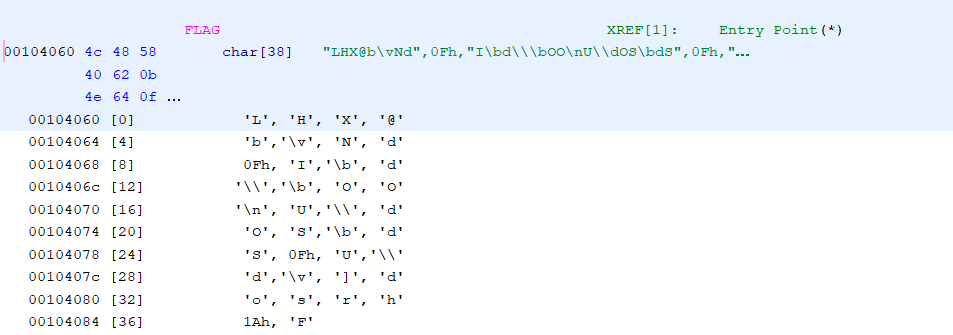 FLAG XREF[1]: Entry Point(*)
00104060 4c 48 58 char[38] "LHX@b\vNd",0Fh,"I\bd\\\bOO\nU\\dOS\bdS",0Fh,"…
40 62 0b
4e 64 0f ...
00104060 [0] 'L', 'H', 'X', '@'
00104064 [4] 'b','\v', 'N', 'd'
00104068 [8] 0Fh, 'I','\b', 'd'
0010406c [12] '\\','\b', 'O', 'O'
00104070 [16] '\n', 'U','\\', 'd'
00104074 [20] 'O', 'S','\b', 'd'
00104078 [24] 'S', 0Fh, 'U','\\'
0010407c [28] 'd','\v', ']', 'd'
00104080 [32] 'o', 's', 'r', 'h'
00104084 [36] 1Ah, 'F'